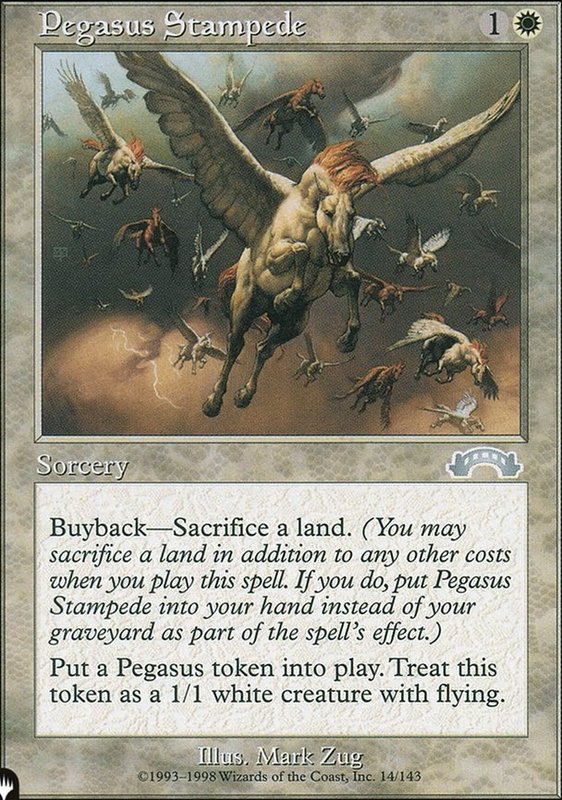 Pegasus Stampede 1
Sorcery
Buyback—Sacrifice a land. (You may
sacrifice a land in addition to any other costs
when you play this spell. If you do, put Pegasus
Stampede into your hand instead of your
graveyard as part of the spell's effect.)
Put a Pegasus token into play. Treat this
token as a 1/1 white creature with flying.
Illus. Mark Zug
©1993–1998 Wizards of the Coast, Inc. 14/143